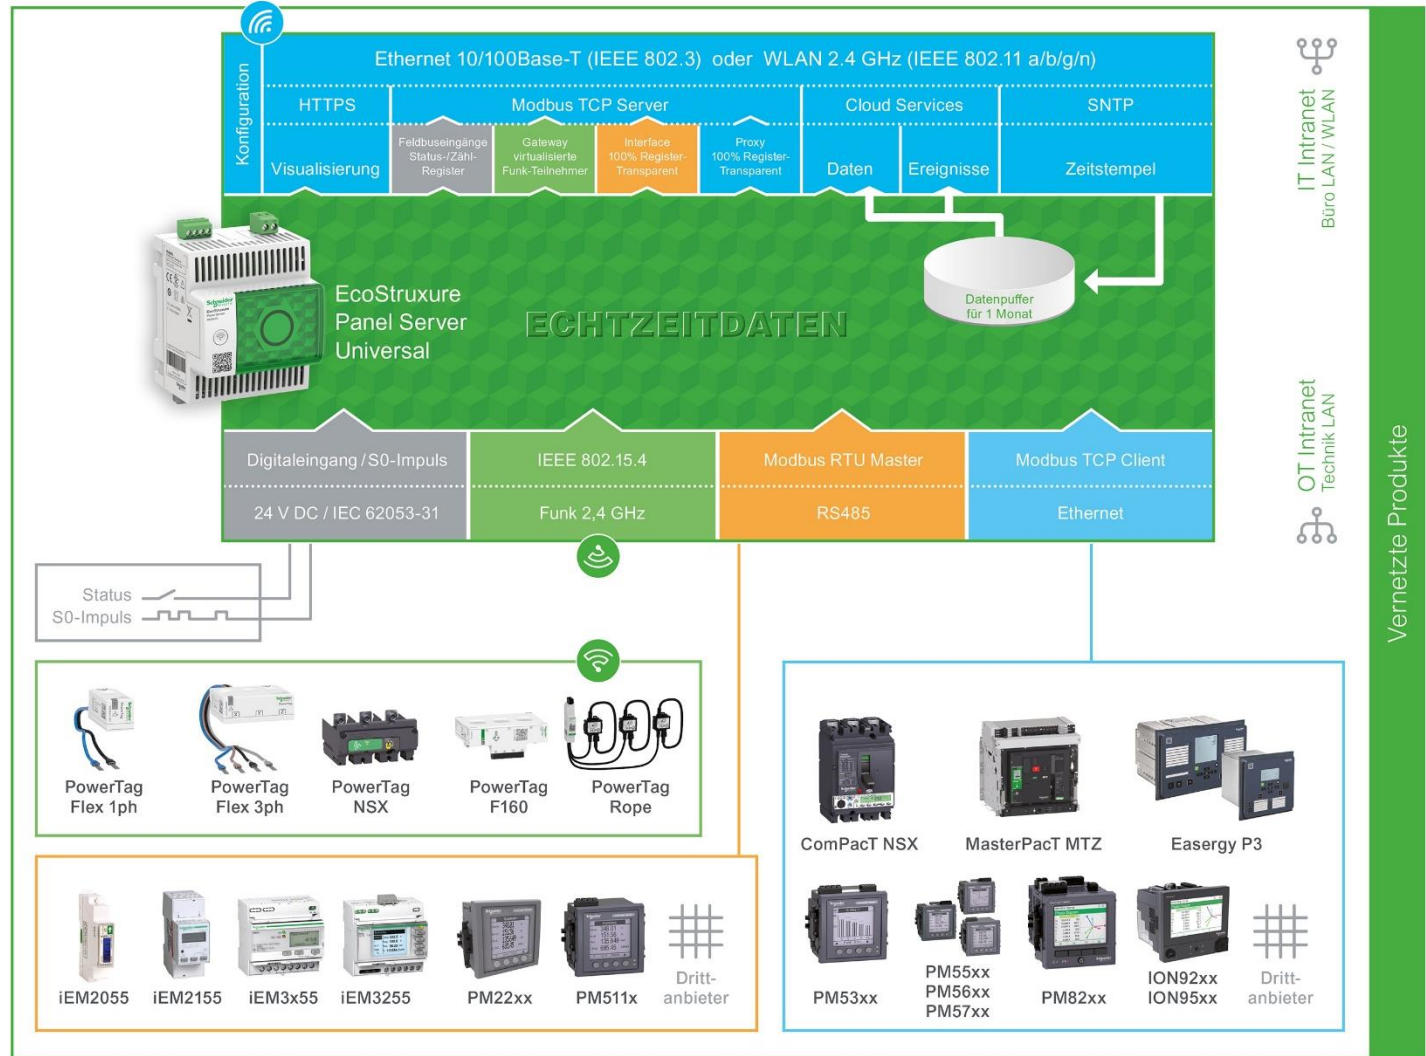 Ethernet 10/100Base-T (IEEE 802.3) oder WLAN 2.4 GHz (IEEE 802.11 a/b/g/n)
Konfiguration
HTTPS
Modbus TCP Server
Cloud Services
SNTP
Visualisierung
Feldbuseingänge
Status-/Zähl-
Register
Gateway
virtualisierte
Funk-Teilnehmer
Interface
100% Register-
Transparent
Proxy
100% Register-
Transparent
Daten
Ereignisse
Zeitstempel
IT Intranet
Büro LAN / WLAN
Schneider
EcoStruxure
Panel Server
EcoStruxure
Panel Server
Universal
ECHTZEITDATEN
Datenpuffer
für 1 Monat
OT Intranet
Technik LAN
Vernetzte Produkte
Digitaleingang / S0-Impuls
IEEE 802.15.4
Modbus RTU Master
Modbus TCP Client
24 V DC / IEC 62053-31
Funk 2,4 GHz
RS485
Ethernet
Status
S0-Impuls
PowerTag
Flex 1ph
PowerTag
Flex 3ph
PowerTag
NSX
PowerTag
F160
PowerTag
Rope
ComPacT NSX
MasterPacT MTZ
Easergy P3
iEM2055
iEM2155
iEM3x55
iEM3255
PM22xx
PM511x
Dritt-
anbieter
PM53xx
PM55xx
PM56xx
PM57xx
PM82xx
ION92xx
ION95xx
Dritt-
anbieter